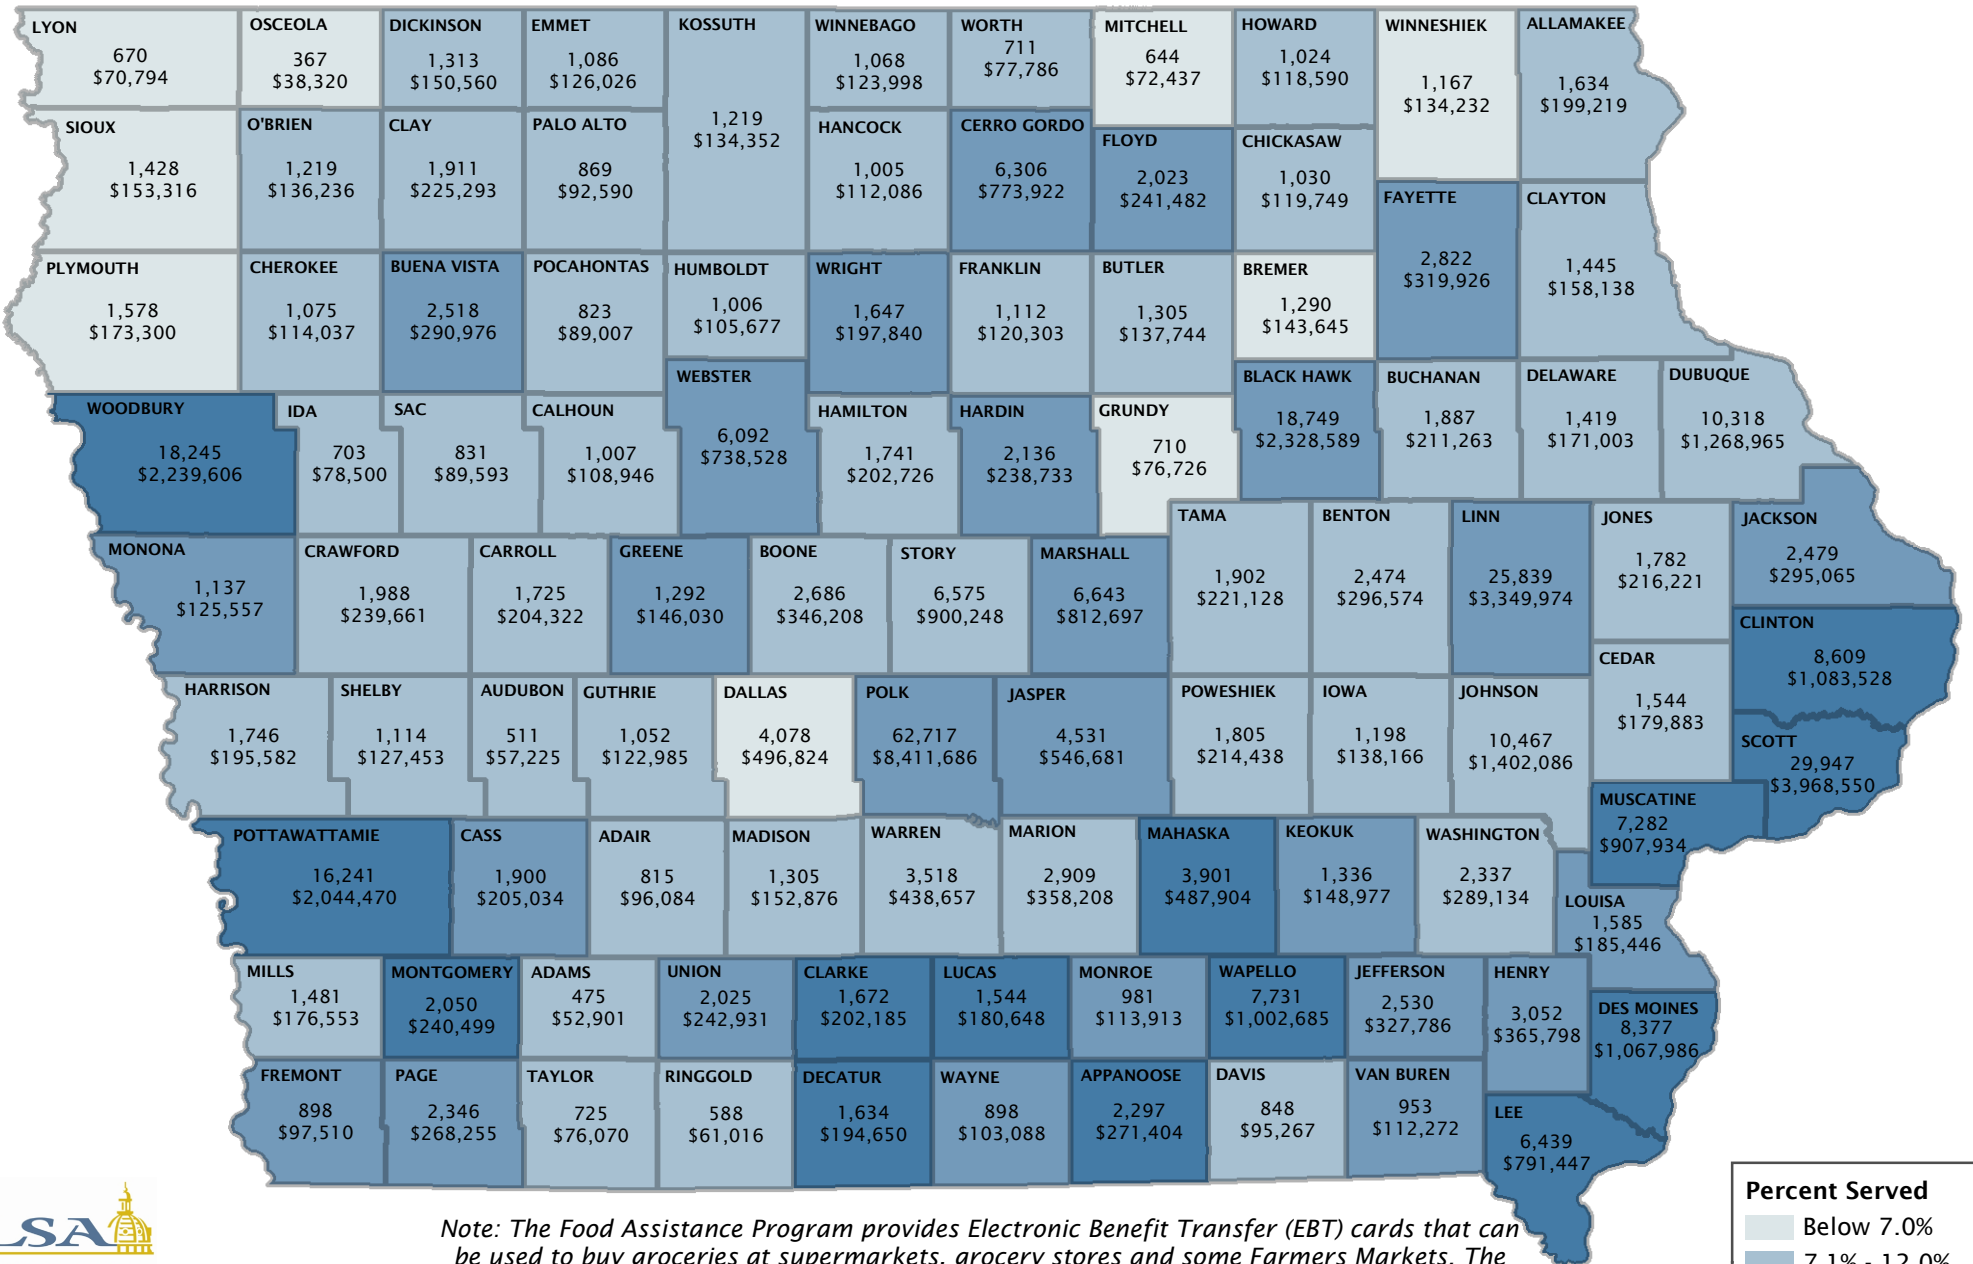 LYON
670
$70,794
OSCEOLA
367
$38,320
DICKINSON
1,313
$150,560
EMMET
1,086
$126,026
KOSSUTH
1,219
$134,352
WINNEBAGO
1,068
$123,998
WORTH
711
$77,786
MITCHELL
644
$72,437
HOWARD
1,024
$118,590
WINNESHIEK
1,167
$134,232
ALLAMAKEE
1,634
$199,219
SIOUX
1,428
$153,316
O'BRIEN
1,219
$136,236
CLAY
1,911
$225,293
PALO ALTO
869
$92,590
HANCOCK
1,005
$112,086
CERRO GORDO
6,306
$773,922
FLOYD
2,023
$241,482
CHICKASAW
1,030
$119,749
FAYETTE
2,822
$319,926
CLAYTON
1,445
$158,138
PLYMOUTH
1,578
$173,300
CHEROKEE
1,075
$114,037
BUENA VISTA
2,518
$290,976
POCAHONTAS
823
$89,007
HUMBOLDT
1,006
$105,677
WRIGHT
1,647
$197,840
FRANKLIN
1,112
$120,303
BUTLER
1,305
$137,744
BREMER
1,290
$143,645
WOODBURY
18,245
$2,239,606
IDA
703
$78,500
SAC
831
$89,593
CALHOUN
1,007
$108,946
WEBSTER
6,092
$738,528
HAMILTON
1,741
$202,726
HARDIN
2,136
$238,733
GRUNDY
710
$76,726
BLACK HAWK
18,749
$2,328,589
BUCHANAN
1,887
$211,263
DELAWARE
1,419
$171,003
DUBUQUE
10,318
$1,268,965
MONONA
1,137
$125,557
CRAWFORD
1,988
$239,661
CARROLL
1,725
$204,322
GREENE
1,292
$146,030
BOONE
2,686
$346,208
STORY
6,575
$900,248
MARSHALL
6,643
$812,697
TAMA
1,902
$221,128
BENTON
2,474
$296,574
LINN
25,839
$3,349,974
JONES
1,782
$216,221
JACKSON
2,479
$295,065
CLINTON
8,609
$1,083,528
CEDAR
1,544
$179,883
HARRISON
1,746
$195,582
SHELBY
1,114
$127,453
AUDUBON
511
$57,225
GUTHRIE
1,052
$122,985
DALLAS
4,078
$496,824
POLK
62,717
$8,411,686
JASPER
4,531
$546,681
POWESHIEK
1,805
$214,438
IOWA
1,198
$138,166
JOHNSON
10,467
$1,402,086
SCOTT
29,947
$3,968,550
MUSCATINE
7,282
$907,934
POTTAWATTAMIE
16,241
$2,044,470
CASS
1,900
$205,034
ADAIR
815
$96,084
MADISON
1,305
$152,876
WARREN
3,518
$438,657
MARION
2,909
$358,208
MAHASKA
3,901
$487,904
KEOKUK
1,336
$148,977
WASHINGTON
2,337
$289,134
LOUISA
1,585
$185,446
MILLS
1,481
$176,553
MONTGOMERY
2,050
$240,499
ADAMS
475
$52,901
UNION
2,025
$242,931
CLARKE
1,672
$202,185
LUCAS
1,544
$180,648
MONROE
981
$113,913
WAPELLO
7,731
$1,002,685
JEFFERSON
2,530
$327,786
HENRY
3,052
$365,798
DES MOINES
8,377
$1,067,986
FREMONT
898
$97,510
PAGE
2,346
$268,255
TAYLOR
725
$76,070
RINGGOLD
588
$61,016
DECATUR
1,634
$194,650
WAYNE
898
$103,088
APPANOOSE
2,297
$271,404
DAVIS
848
$95,267
VAN BUREN
953
$112,272
LEE
6,439
$791,447
LSA
Note: The Food Assistance Program provides Electronic Benefit Transfer (EBT) cards that can
be used to buy groceries at supermarkets, grocery stores and some Farmers Markets. The
Percent Served
Below 7.0%
7.1% - 12.0%